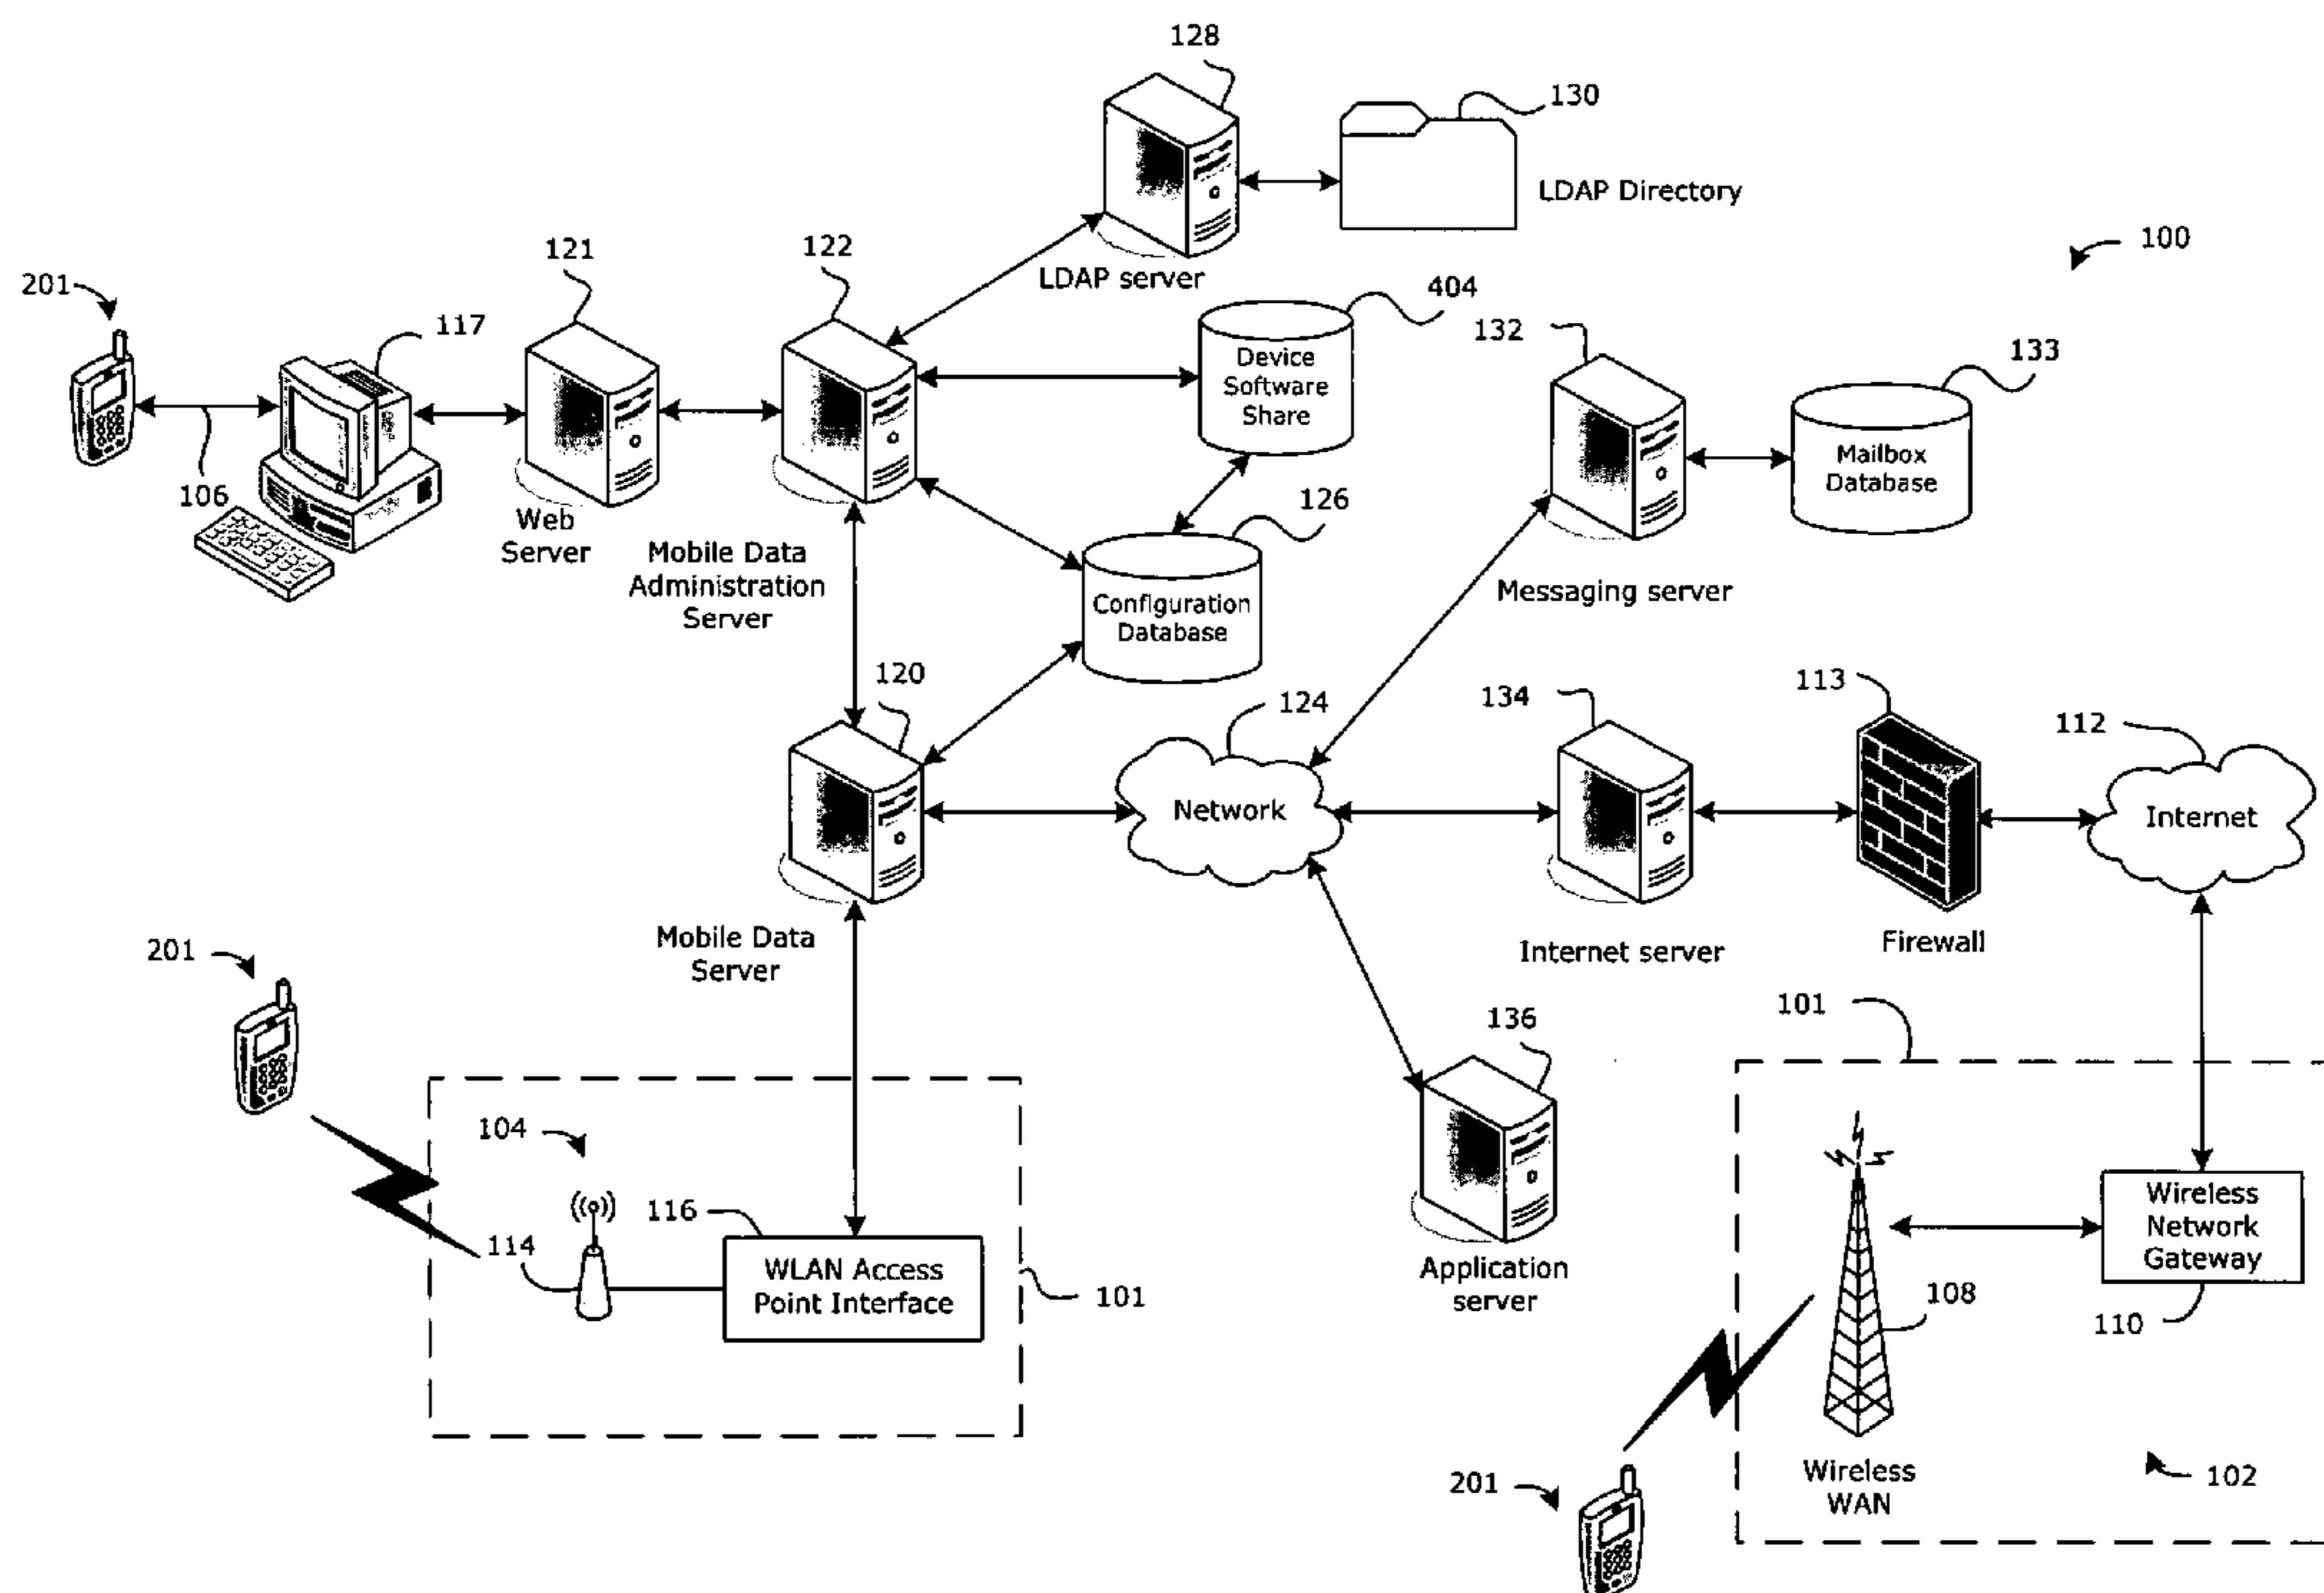 128
130
LDAP Directory
100
121
122
LDAP server
201
117
404
132
Device
Software
Share
133
106
Mailbox
Database
126
Web
Server
Mobile Data
Administration
Server
Configuration
Database
Messaging server
120
124
134
113
112
Network
Internet
201
Mobile Data
Server
Internet server
Firewall
101
136
104
116
114
WLAN Access
Point Interface
101
Application
server
Wireless
Network
Gateway
108
110
201
Wireless
WAN
102